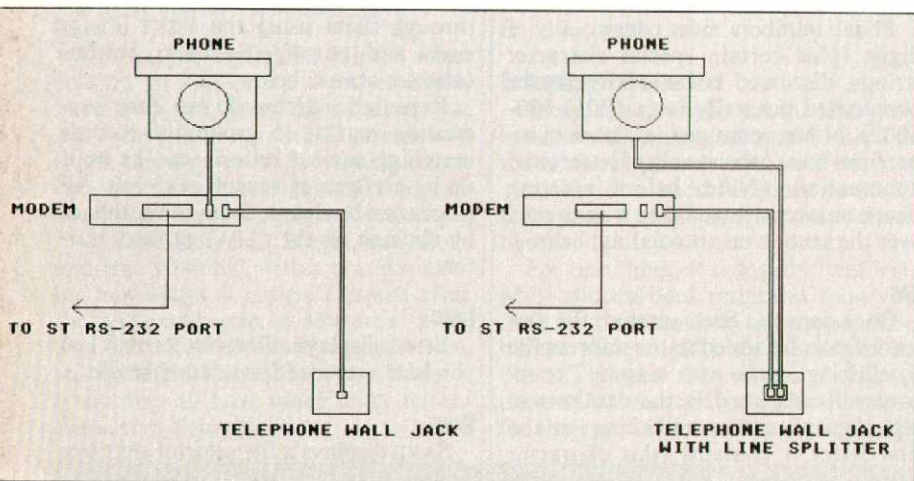 PHONE
MODEM
TO ST RS-232 PORT
TELEPHONE WALL JACK
PHONE
MODEM
TO ST RS-232 PORT
TELEPHONE WALL JACK
WITH LINE SPLITTER